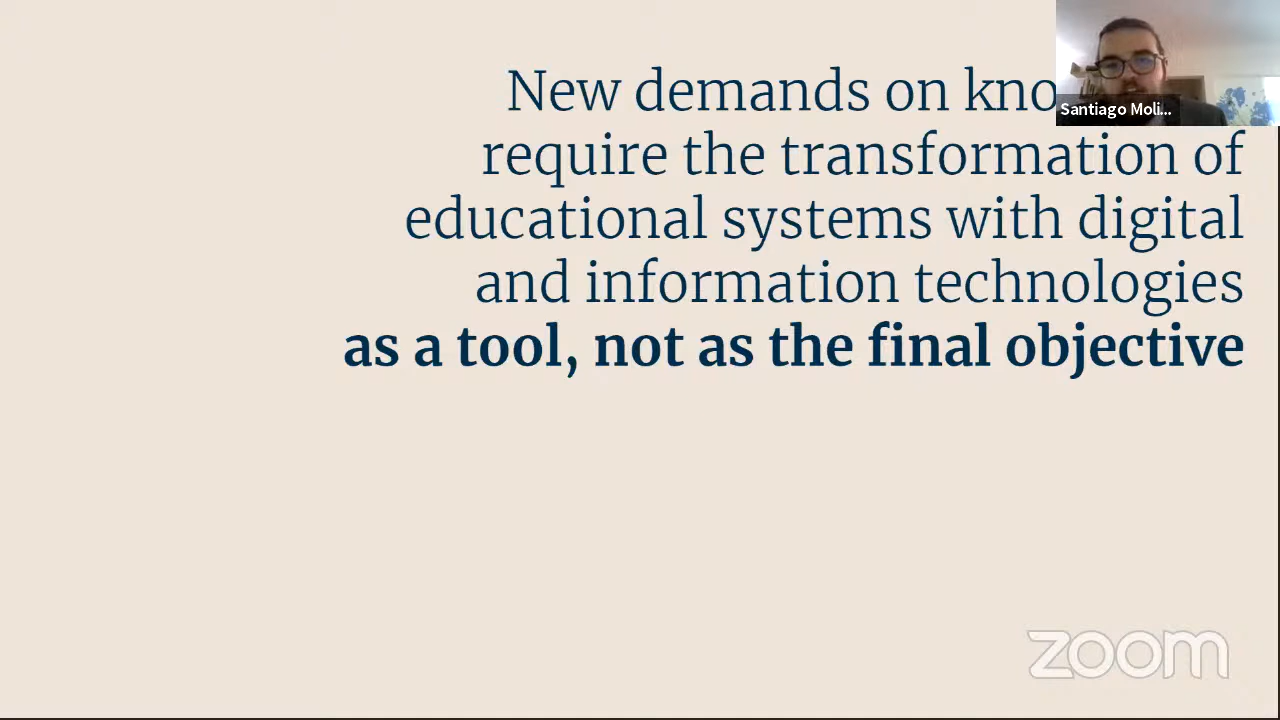 New demands on kno
require the transformation of
educational systems with digital
and information technologies
as a tool, not as the final objective
Santiago Moli...
zoom